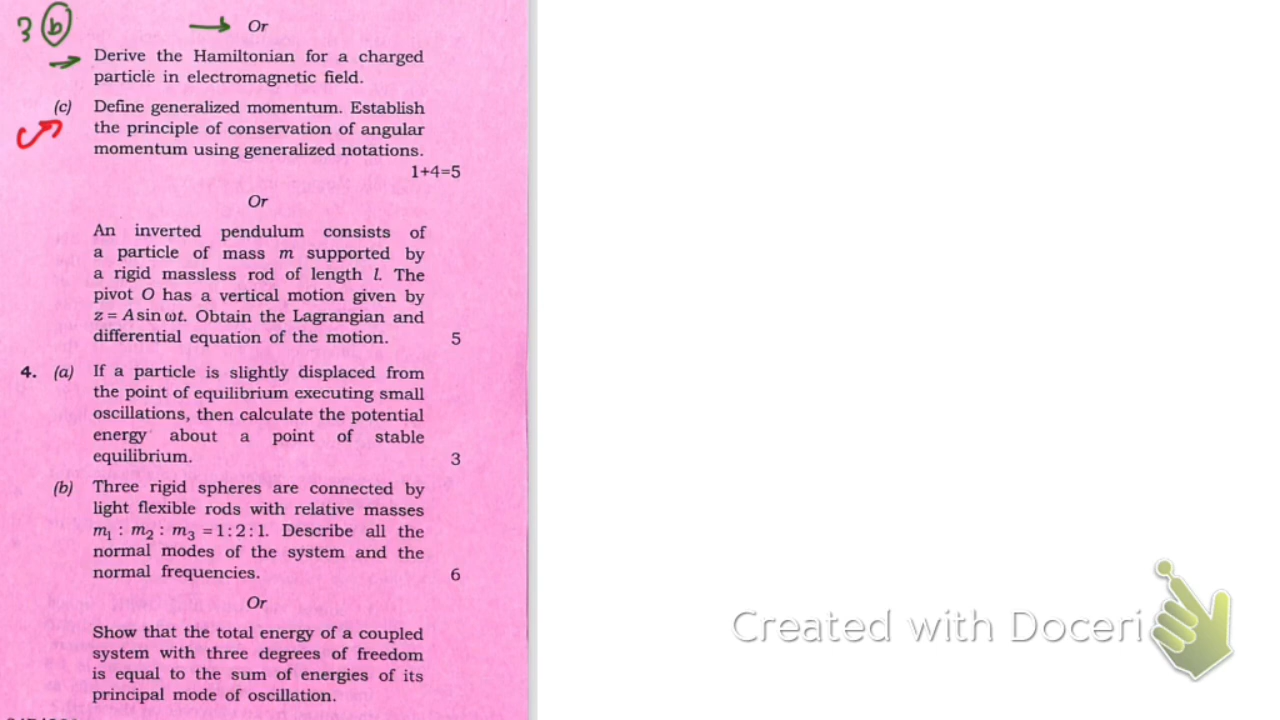 3 (b) → Or
→ Derive the Hamiltonian for a charged
particle in electromagnetic field.
(c) Define generalized momentum. Establish
the principle of conservation of angular
momentum using generalized notations.
1+4=5
Or
An inverted pendulum consists of
a particle of mass m supported by
a rigid massless rod of length l. The
pivot O has a vertical motion given by
z = A sin ωt. Obtain the Lagrangian and
differential equation of the motion. 5
4. (a) If a particle is slightly displaced from
the point of equilibrium executing small
oscillations, then calculate the potential
energy about a point of stable
equilibrium. 3
(b) Three rigid spheres are connected by
light flexible rods with relative masses
m₁ : m₂ : m₃ = 1 : 2 : 1. Describe all the
normal modes of the system and the
normal frequencies. 6
Or
Show that the total energy of a coupled
system with three degrees of freedom
is equal to the sum of energies of its
principal mode of oscillation.
Created with Doceri